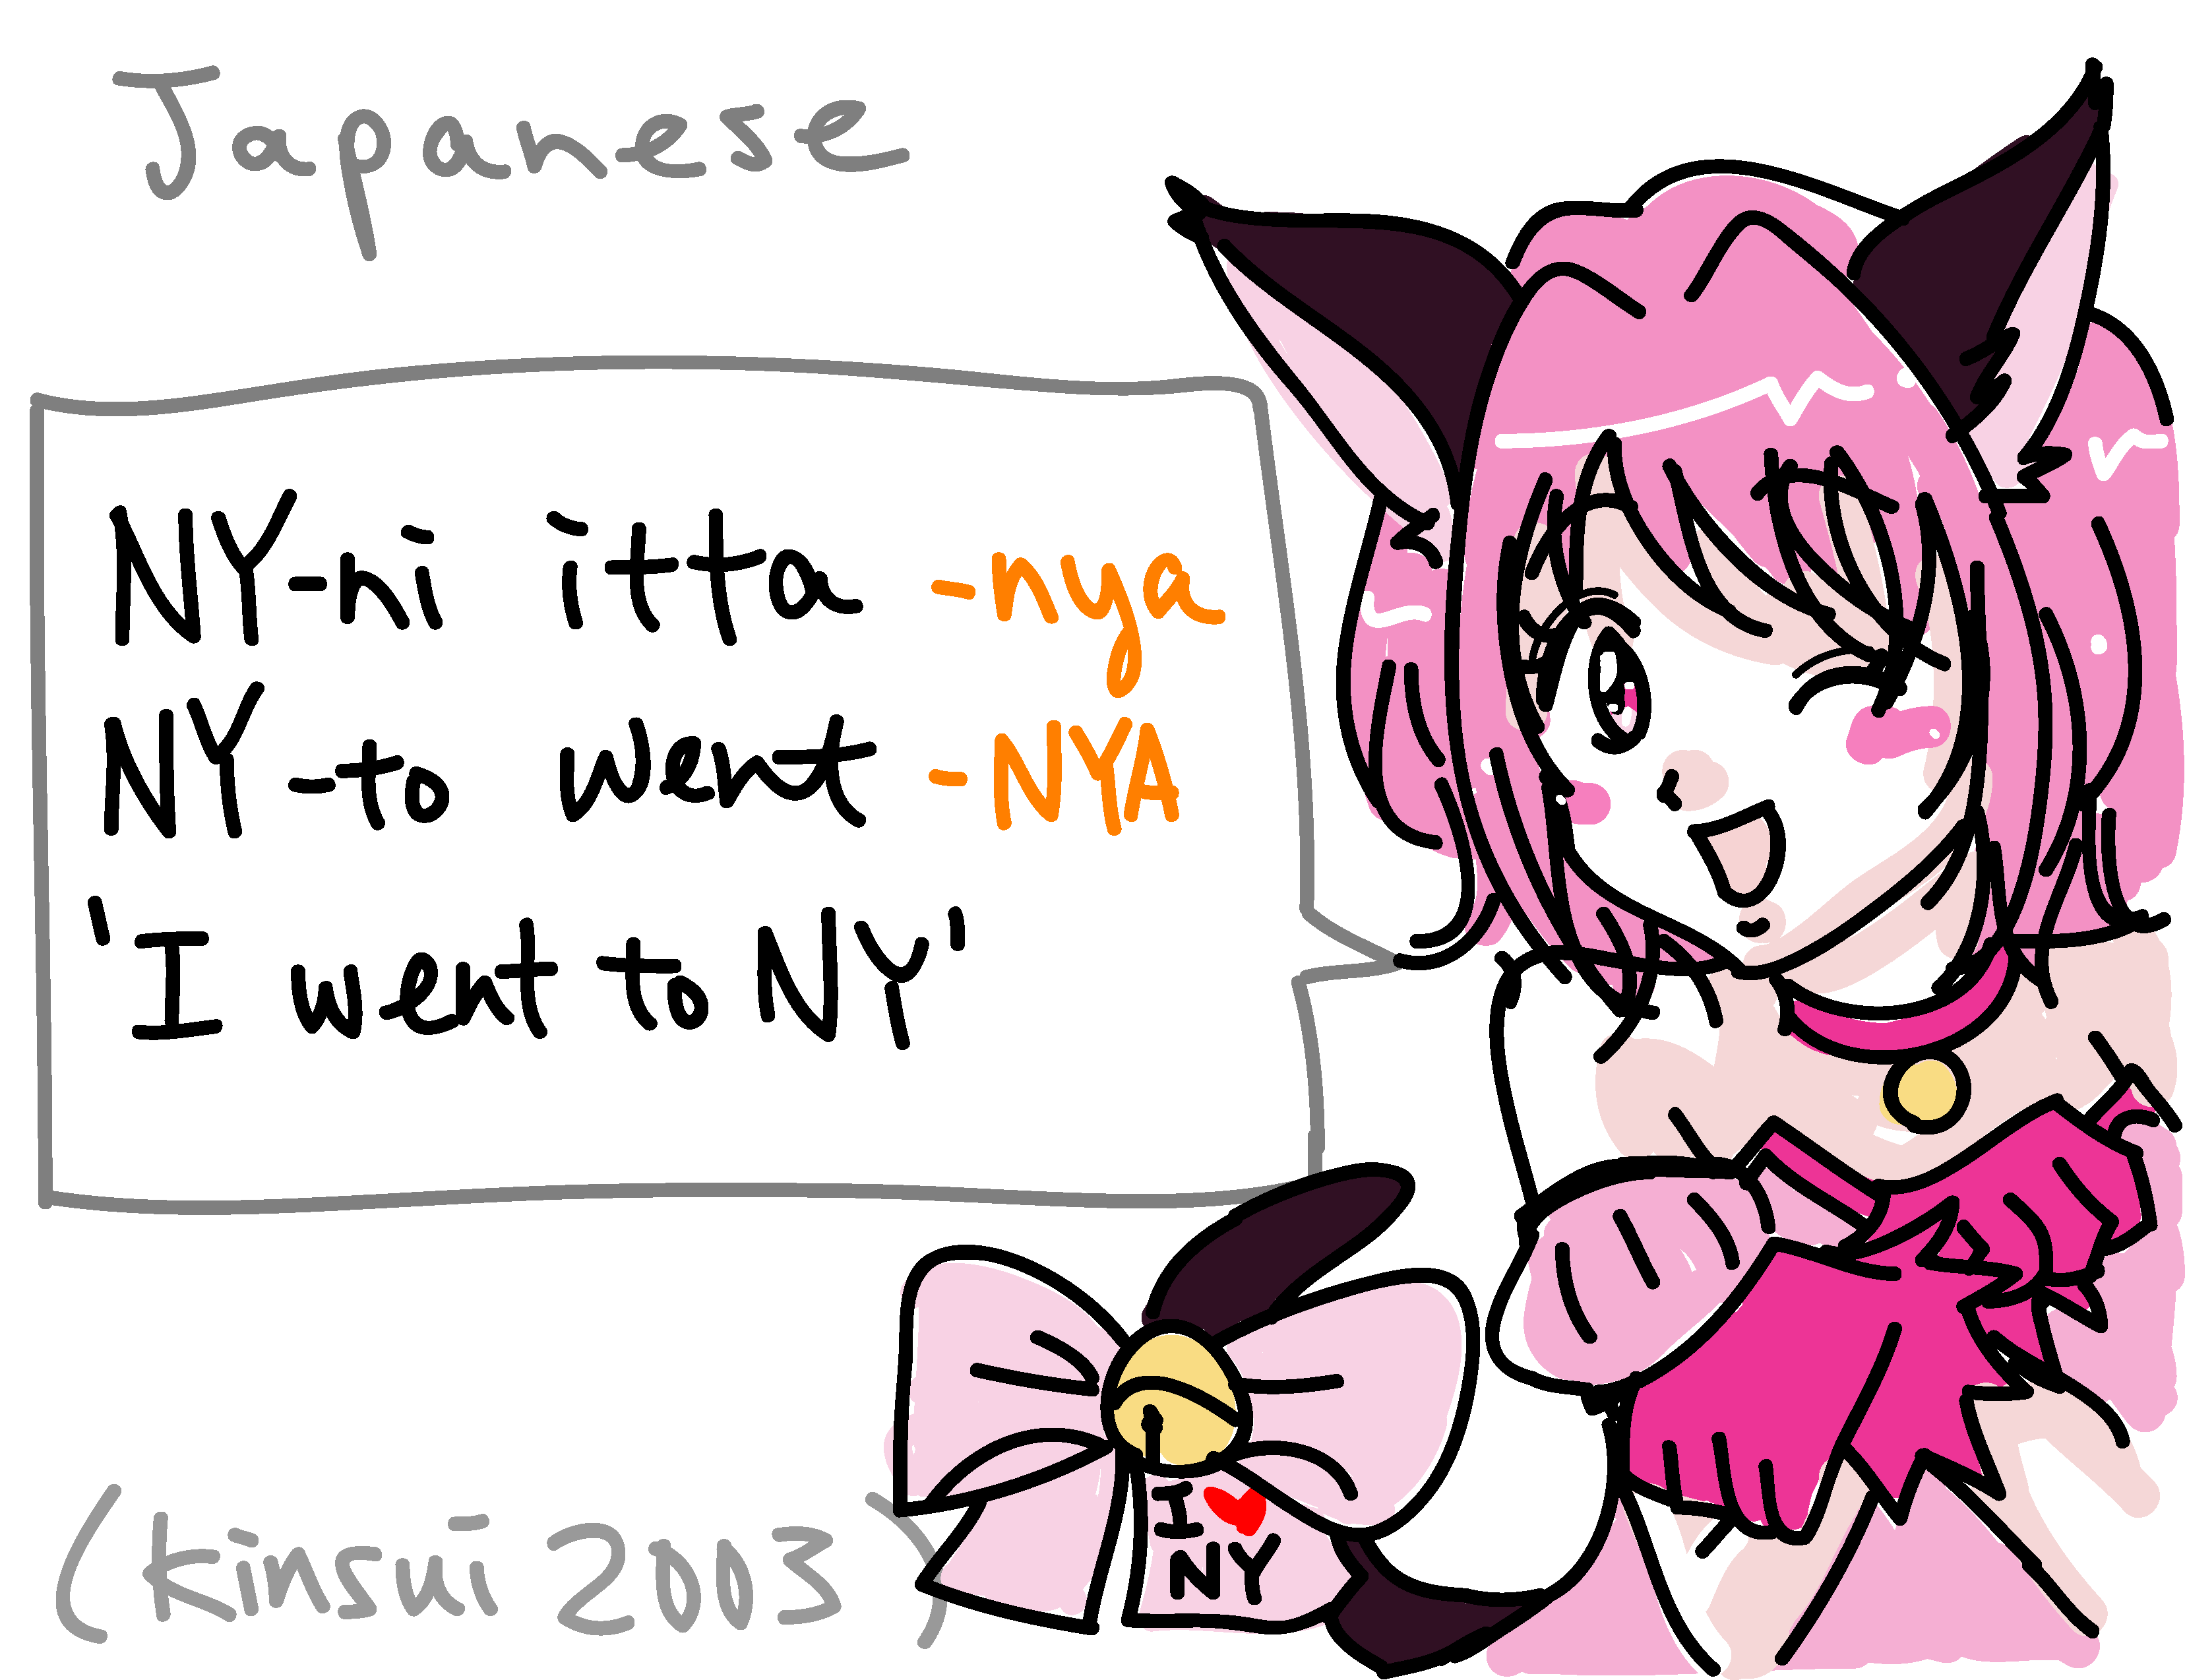 Japanese
NY-ni itta -nya
NY-to went -NYA
'I went to NY'
I ♥
NY
(Kinsui 2003)